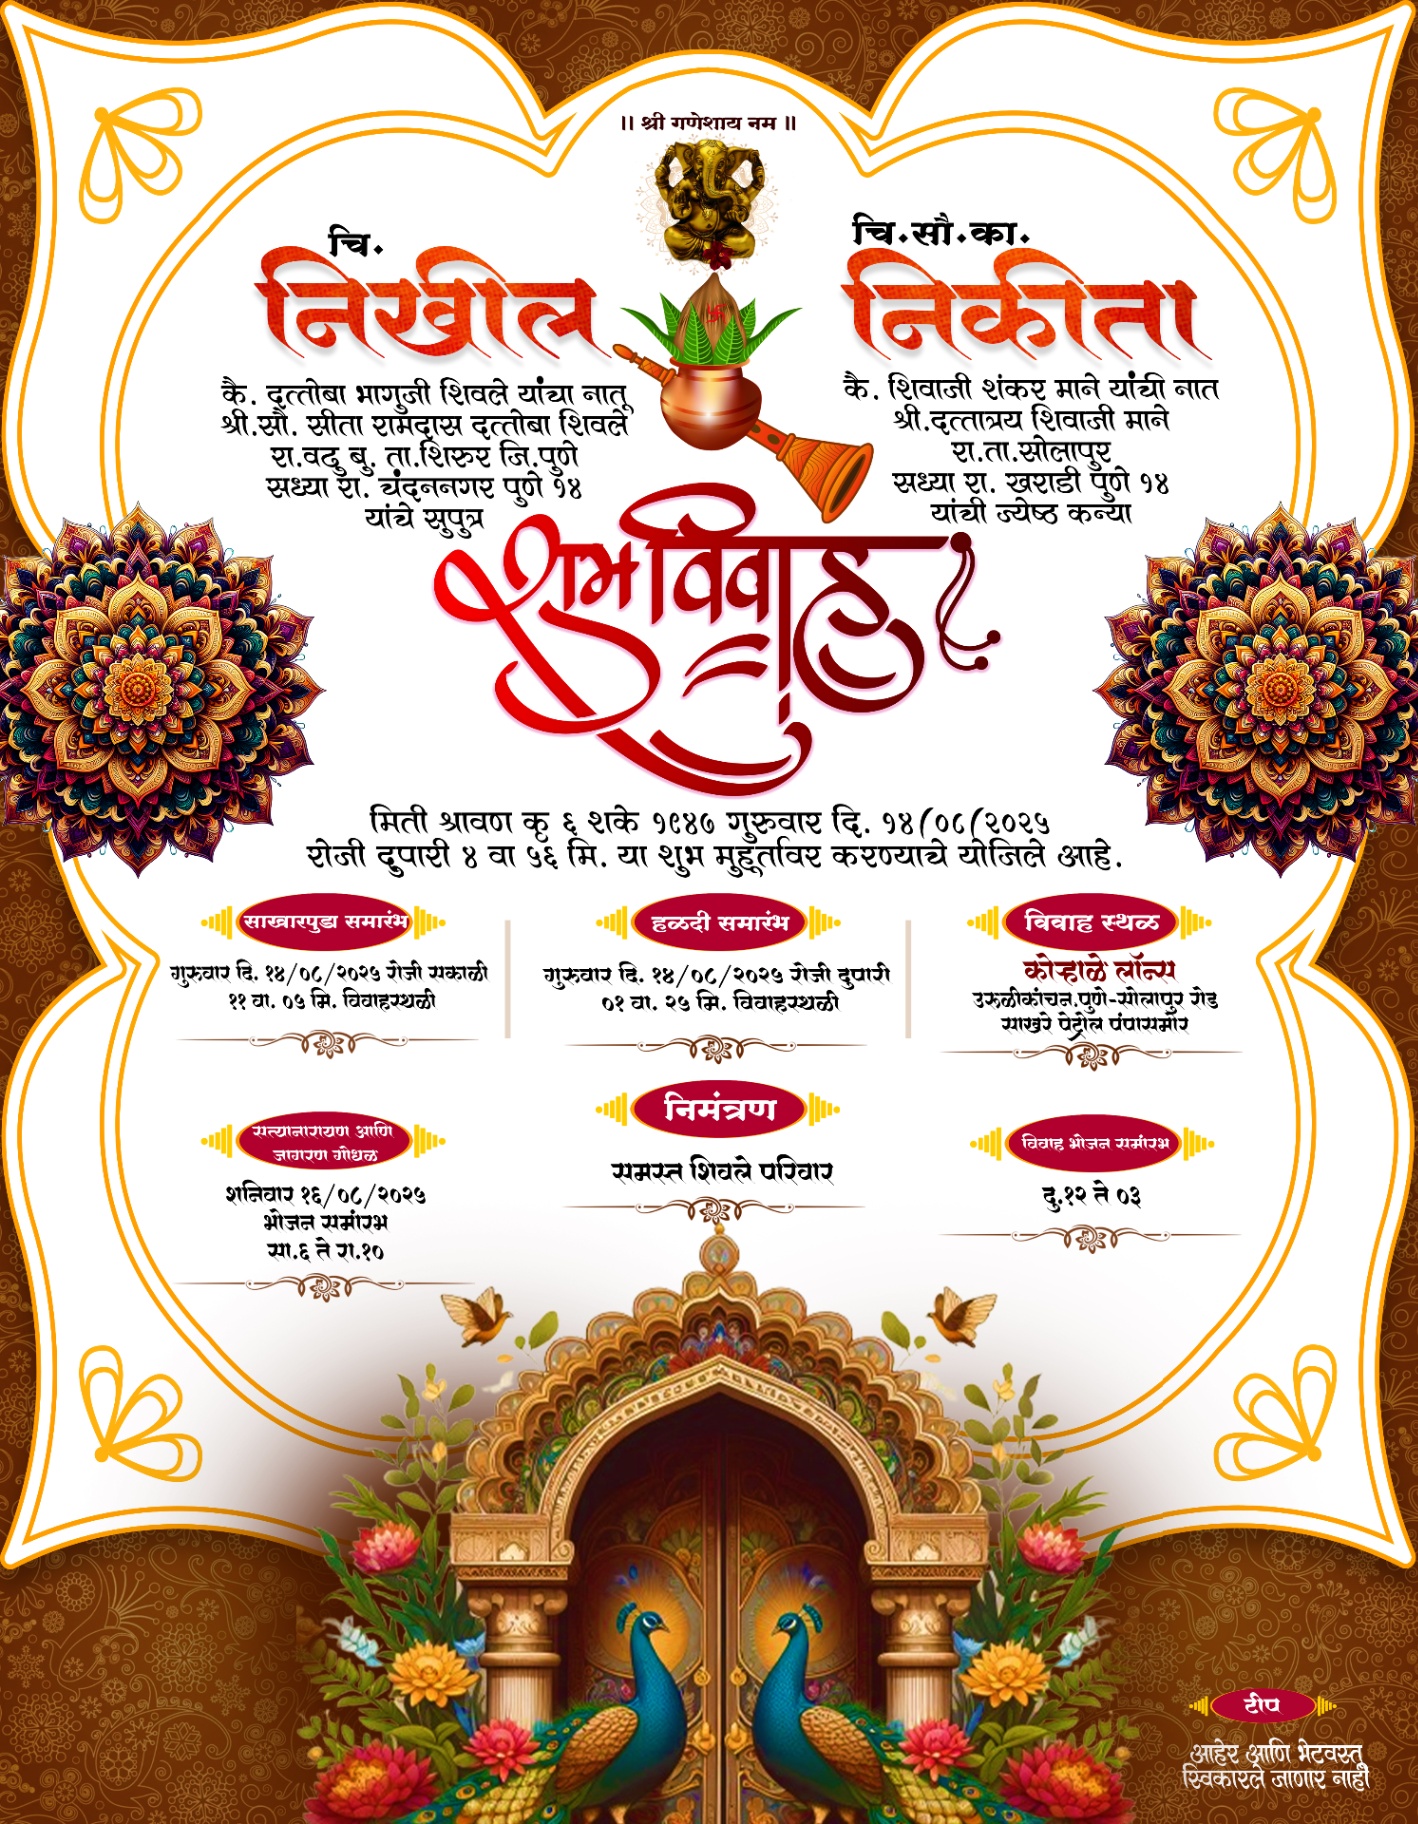 ।। श्री गणेशाय नम ।।
चि.
निखील
कै. दत्तोबा भागुजी शिवले यांचा नातू
श्री.सौ. सीता रामदास दत्तोबा शिवले
रा.वढु बु. ता.शिरुर जि.पुणे
सध्या रा. चंदननगर पुणे १४
यांचे सुपुत्र
चि.सौ.का.
निकीता
कै. शिवाजी शंकर माने यांची नात
श्री.दत्तात्रय शिवाजी माने
रा.ता.सोलापुर
सध्या रा. खराडी पुणे १४
यांची ज्येष्ठ कन्या
शुभविवाह
मिती श्रावण कृ ६ शके १९४७ गुरुवार दि. १४/०८/२०२५
रोजी दुपारी ४ वा ५६ मि. या शुभ मुहूर्तावर करण्याचे योजिले आहे.
साखारपुडा समारंभ
गुरुवार दि. १४/०८/२०२५ रोजी सकाळी
११ वा. ०५ मि. विवाहस्थळी
हळदी समारंभ
गुरुवार दि. १४/०८/२०२५ रोजी दुपारी
०१ वा. २५ मि. विवाहस्थळी
विवाह स्थळ
कोऱ्हाळे लॉन्स
उरुळीकांचन.पुणे-सोलापुर रोड
साखरे पेट्रोल पंपासमोर
सत्यानारायण आणि
जागरण गोधळ
शनिवार १६/०८/२०२५
भोजन समांरभ
सा.६ ते रा.१०
निमंत्रण
समस्त शिवले परिवार
विवाह भोजन समांरभ
दु.१२ ते ०३
टीप
आहेर आणि भेटवस्तू
स्विकारले जाणार नाही